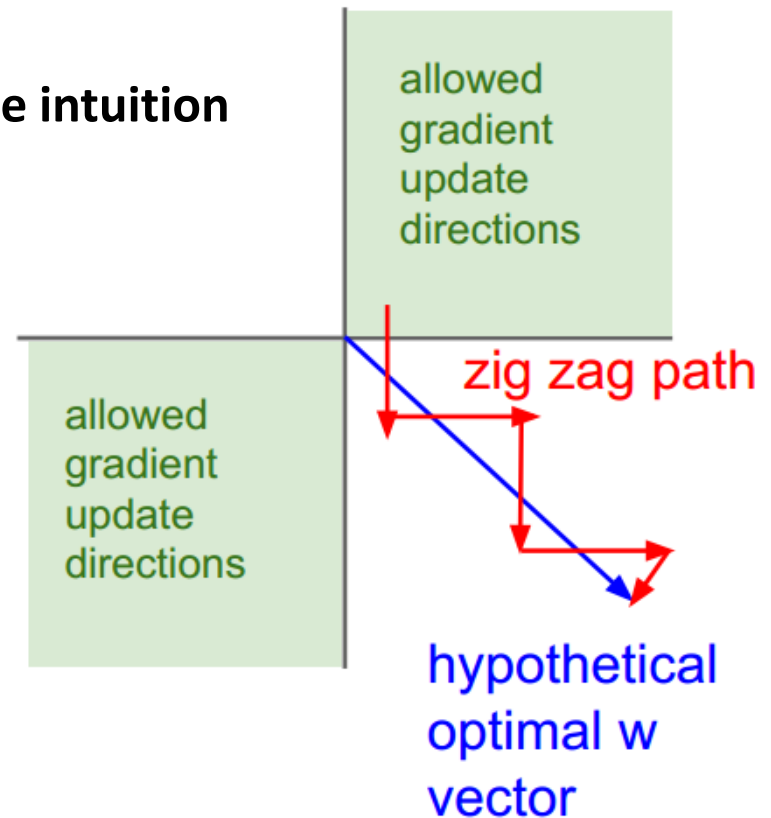 e intuition
allowed
gradient
update
directions
zig zag path
allowed
gradient
update
directions
hypothetical
optimal w
vector